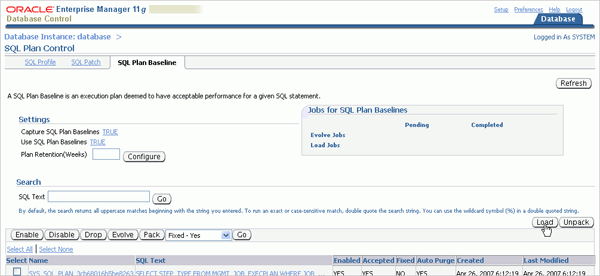 ORACLE Enterprise Manager 11g
Database Control
Setup Preferences Help Logout
Database
Database Instance: database >
Logged in As SYSTEM
SQL Plan Control
SQL Profile SQL Patch SQL Plan Baseline
Refresh
A SQL Plan Baseline is an execution plan deemed to have acceptable performance for a given SQL statement.
Settings
Capture SQL Plan Baselines TRUE
Use SQL Plan Baselines TRUE
Plan Retention(Weeks) Configure
Jobs for SQL Plan Baselines
Pending Completed
Evolve Jobs
Load Jobs
Search
SQL Text Go
By default, the search returns all uppercase matches beginning with the string you entered. To run an exact or case-sensitive match, double quote the search string. You can use the wildcard symbol (%) in a double quoted string.
Load Unpack
Enable Disable Drop Evolve Pack Fixed - Yes Go
Select All | Select None
Select Name SQL Text Enabled Accepted Fixed Auto Purge Created Last Modified
SELECT STEP_TYPE FROM MGMT_JOB_EXECPLAN WHERE JOB ... YES YES NO YES Apr 26, 2007 6:12:19 Apr 26, 2007 6:12:19